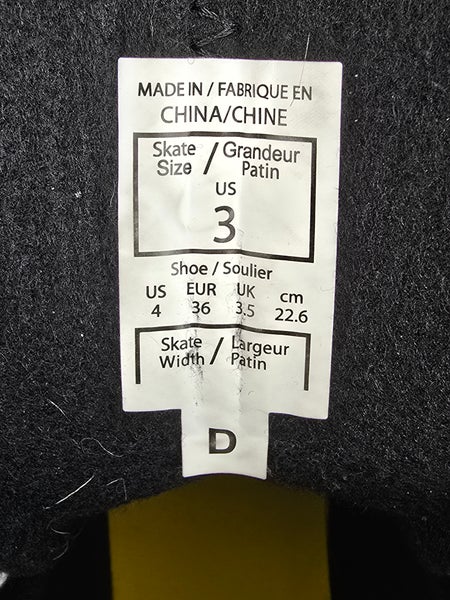 MADE IN / FABRIQUE EN
CHINA/CHINE
Skate Size / Grandeur Patin
US
3
Shoe / Soulier
US EUR UK cm
4 36 3.5 22.6
Skate Width / Largeur Patin
D